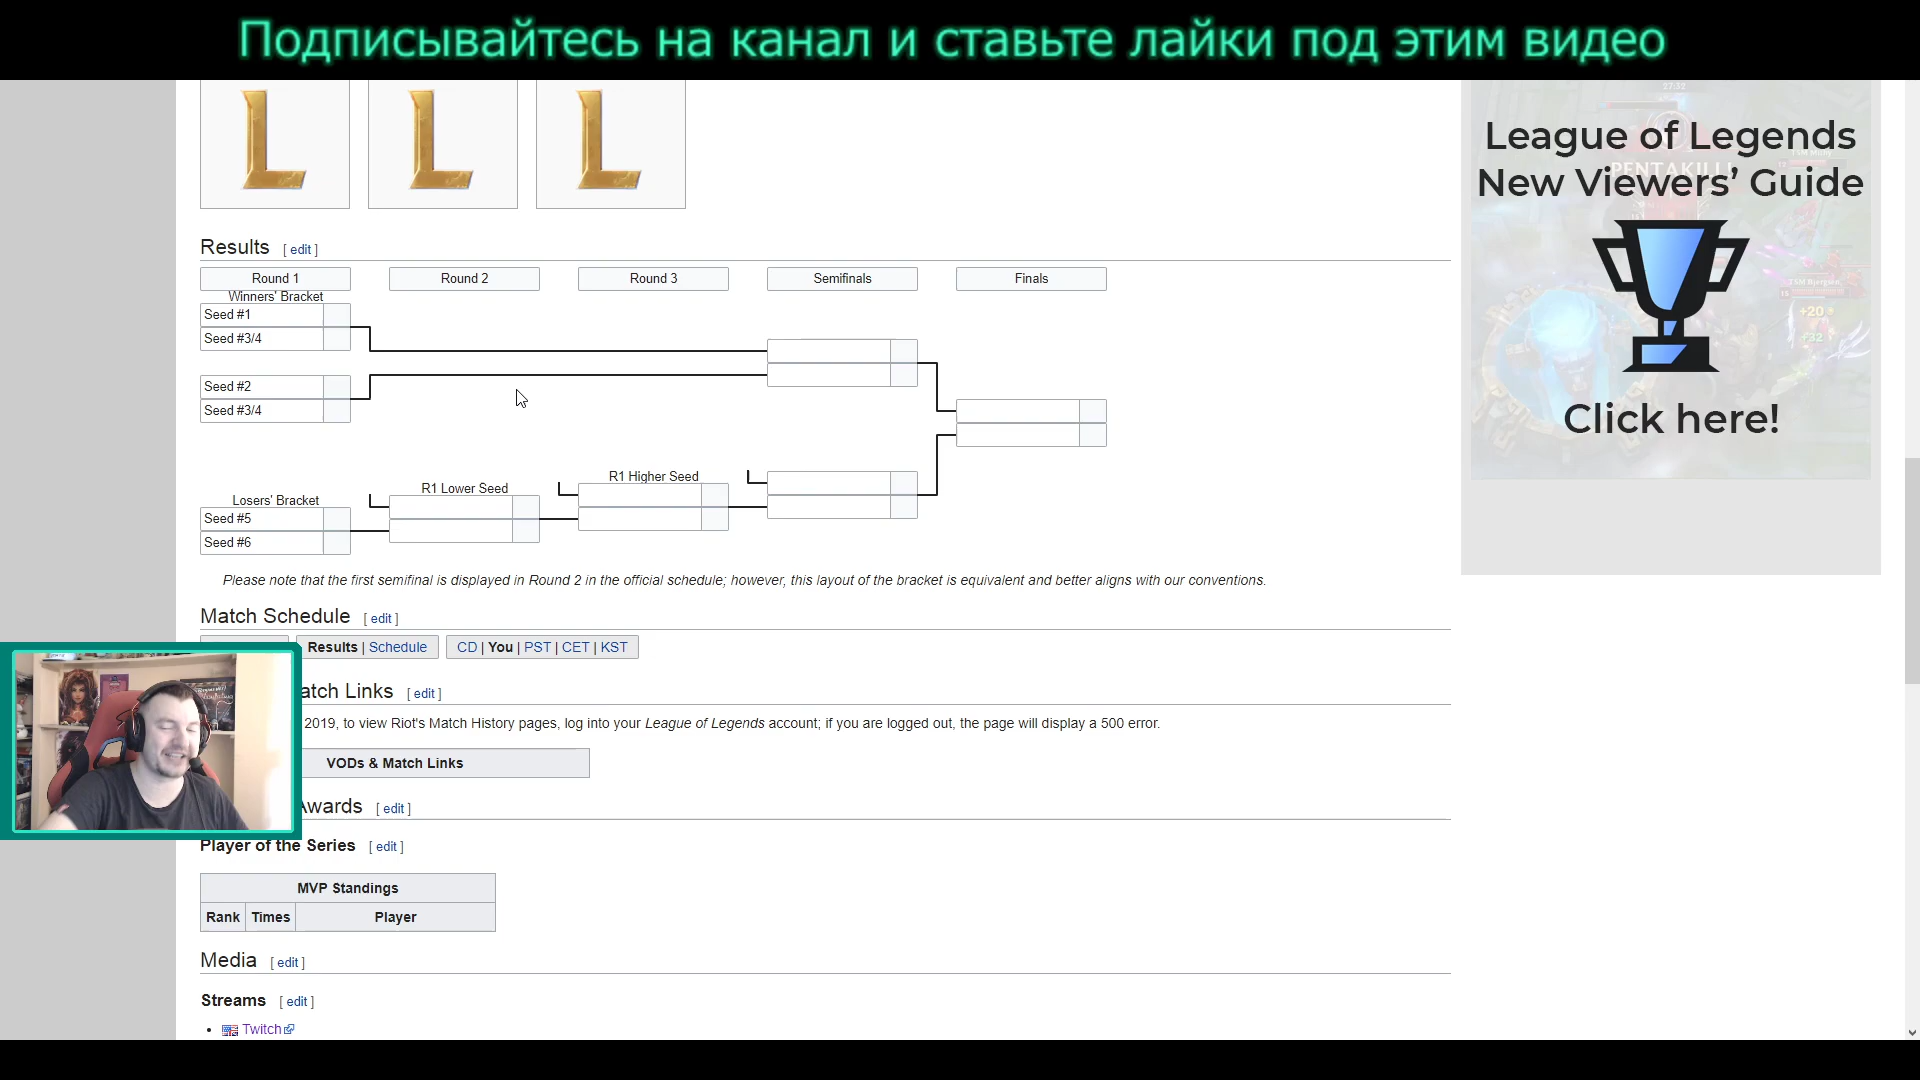 Подписывайтесь на канал и ставьте лайки под этим видео
27:32
League of Legends
New Viewers' Guide
PENTAKILL!
+20
+32
Click here!
Results [ edit ]
Round 1 Round 2 Round 3 Semifinals Finals
Winners' Bracket
Seed #1
Seed #3/4
Seed #2
Seed #3/4
R1 Higher Seed
R1 Lower Seed
Losers' Bracket
Seed #5
Seed #6
Please note that the first semifinal is displayed in Round 2 in the official schedule; however, this layout of the bracket is equivalent and better aligns with our conventions.
Match Schedule [ edit ]
Results | Schedule CD | You | PST | CET | KST
atch Links [ edit ]
2019, to view Riot's Match History pages, log into your League of Legends account; if you are logged out, the page will display a 500 error.
VODs & Match Links
Awards [ edit ]
Player of the Series [ edit ]
MVP Standings
Rank Times Player
Media [ edit ]
Streams [ edit ]
• Twitch